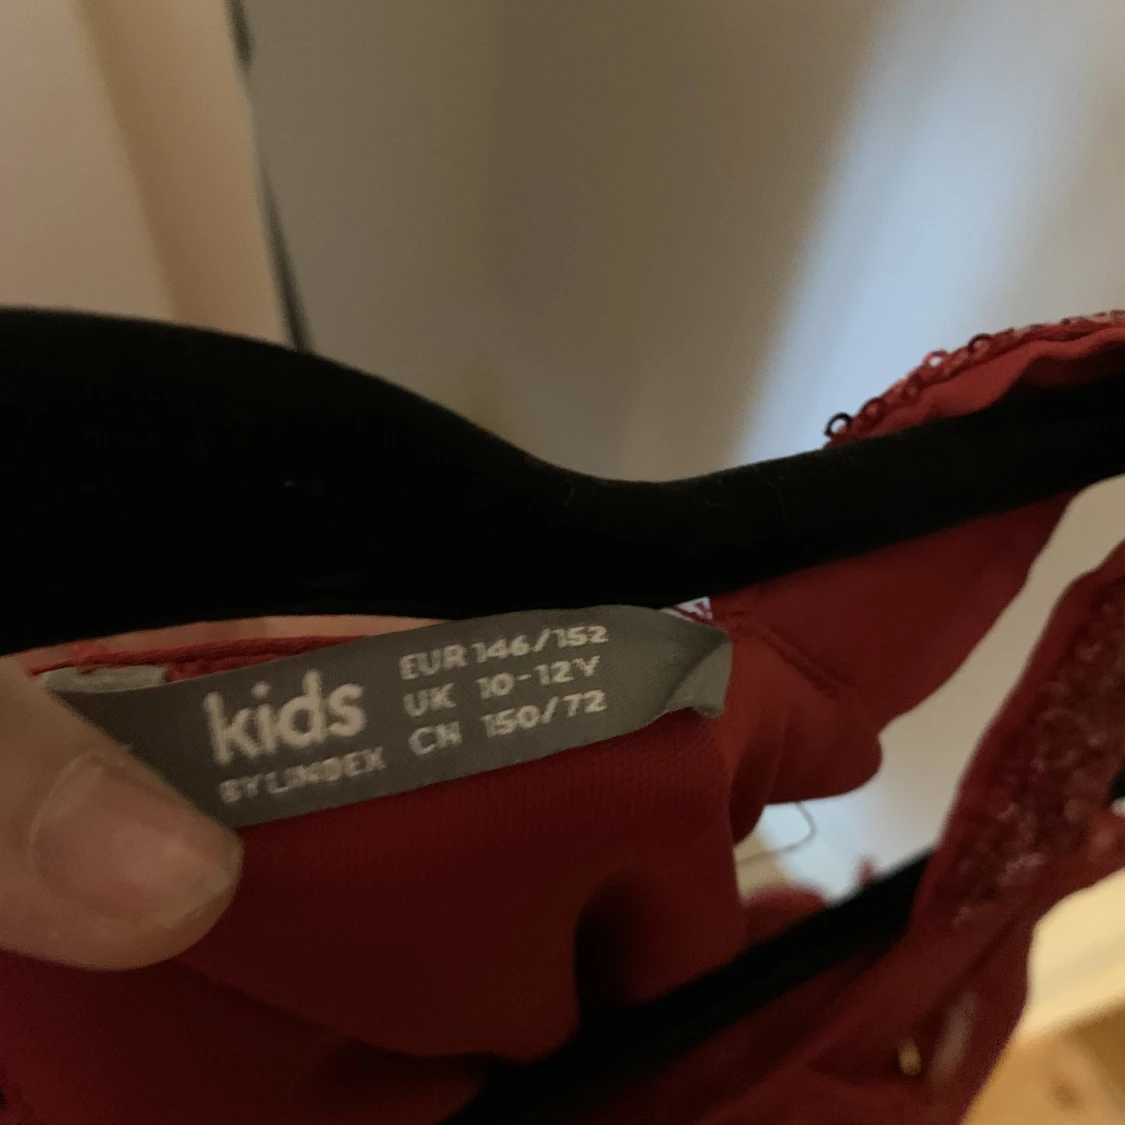 kids
BY LINDEX
EUR 146/152
UK 10-12Y
CN 150/72